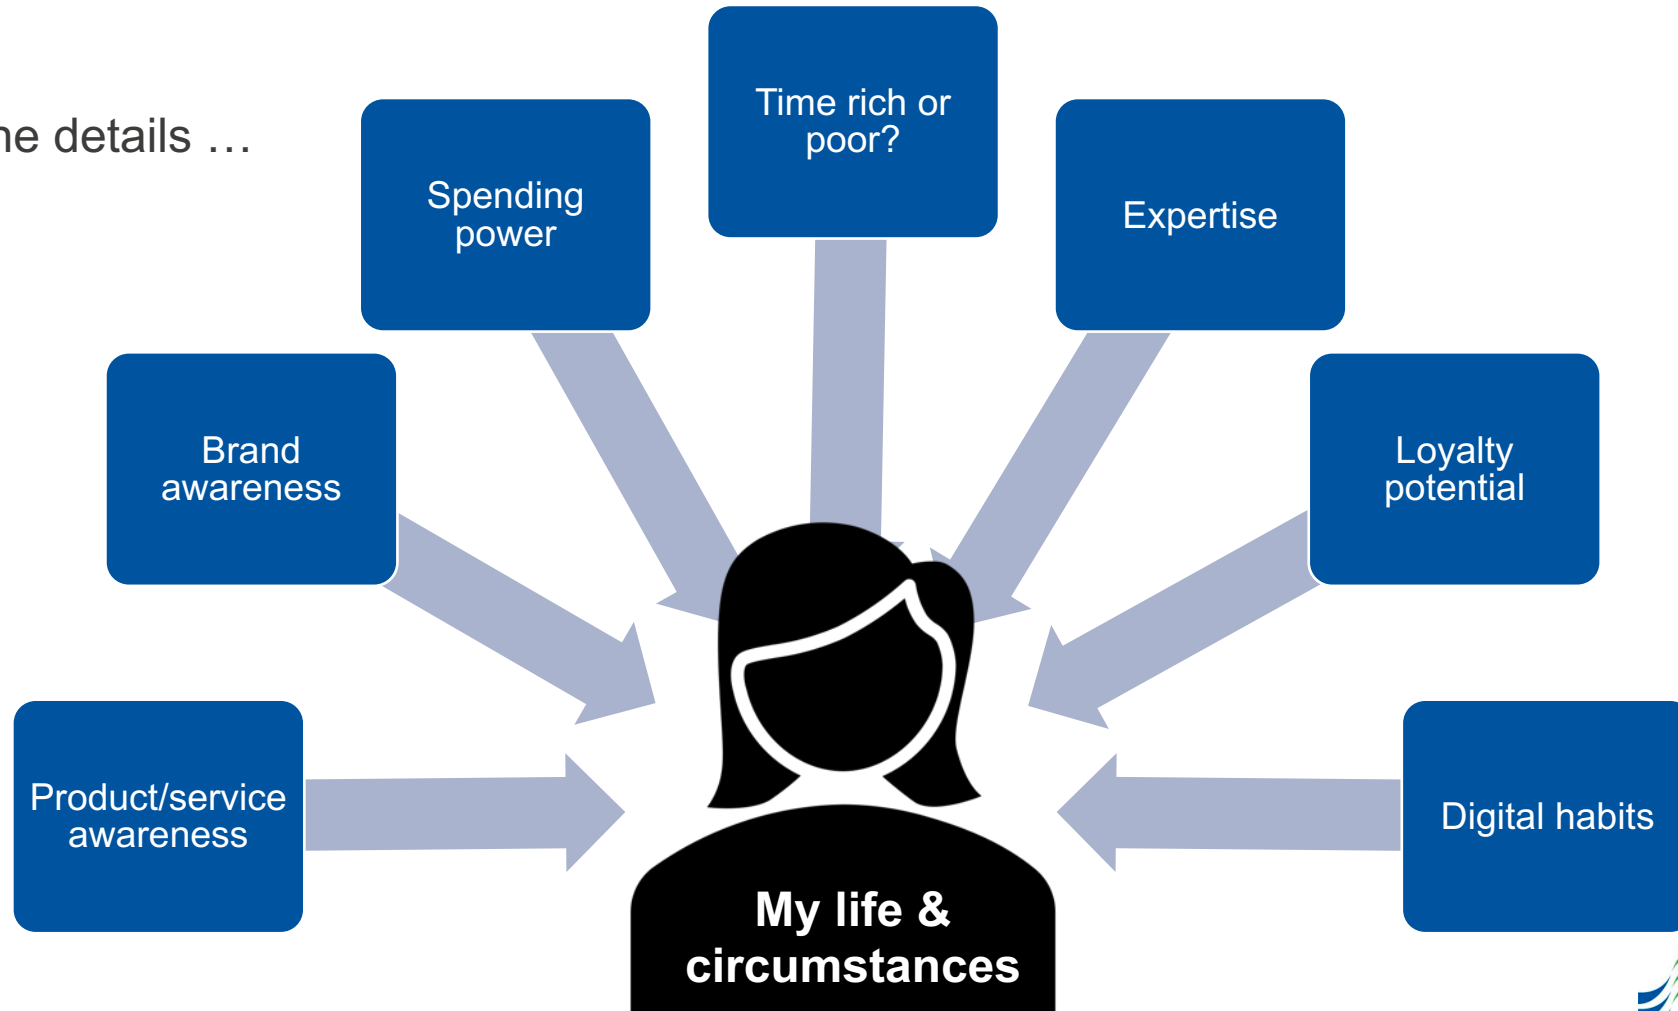 details …
Time rich or
poor?
Spending
power
Expertise
Brand
awareness
Loyalty
potential
Product/service
awareness
Digital habits
My life &
circumstances